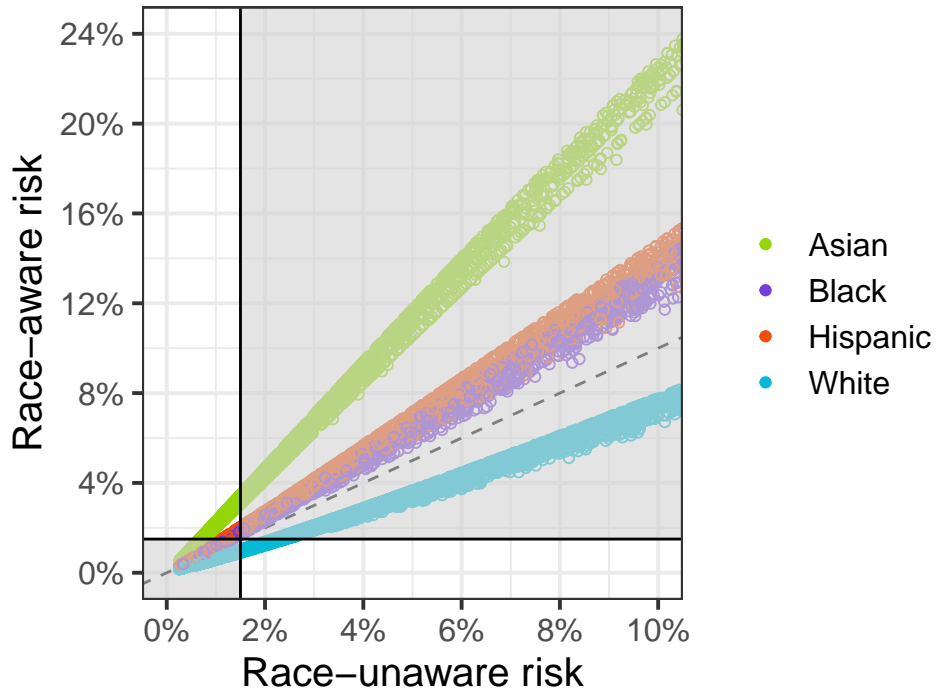 24%
20%
16%
12%
8%
4%
0%
Race−aware risk
0% 2% 4% 6% 8% 10%
Race−unaware risk
Asian
Black
Hispanic
White